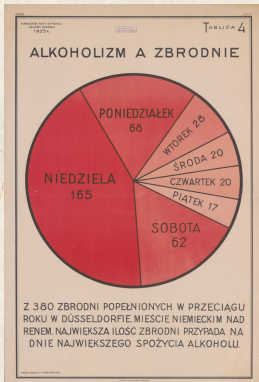 TABLICA 4
ALKOHOLIZM A ZBRODNIE
PONIEDZIAŁEK
68
WTOREK 28
ŚRODA 20
CZWARTEK 20
PIĄTEK 17
SOBOTA
62
NIEDZIELA
165
Z 380 ZBRODNI POPEŁNIONYCH W PRZECIĄGU
ROKU W DÜSSELDORFIE, MIEŚCIE NIEMIECKIEM NAD
RENEM, NAJWIĘKSZA ILOŚĆ ZBRODNI PRZYPADA NA
DNIE NAJWIĘKSZEGO SPOŻYCIA ALKOHOLU.